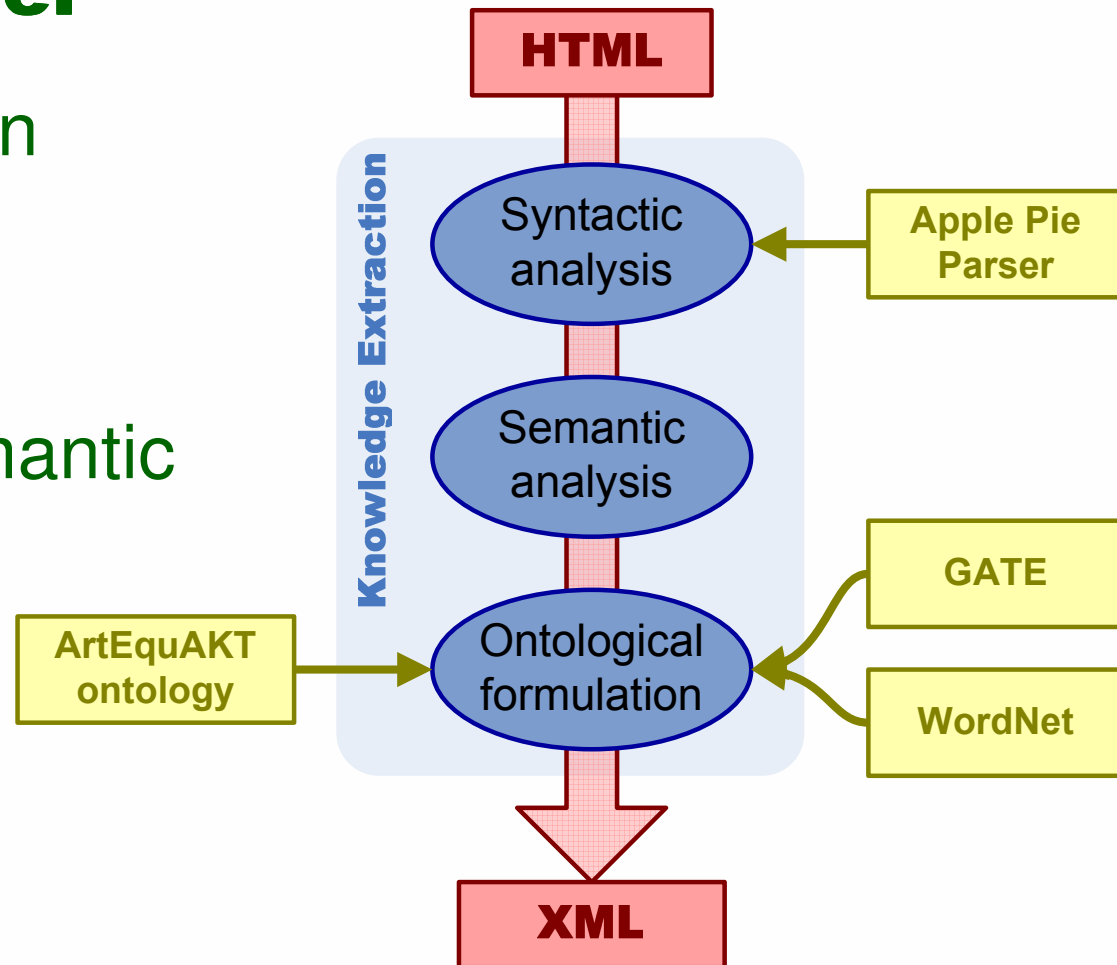 HTML
Knowledge Extraction
Syntactic
analysis
Apple Pie
Parser
Semantic
analysis
GATE
ArtEquAKT
ontology
Ontological
formulation
WordNet
XML